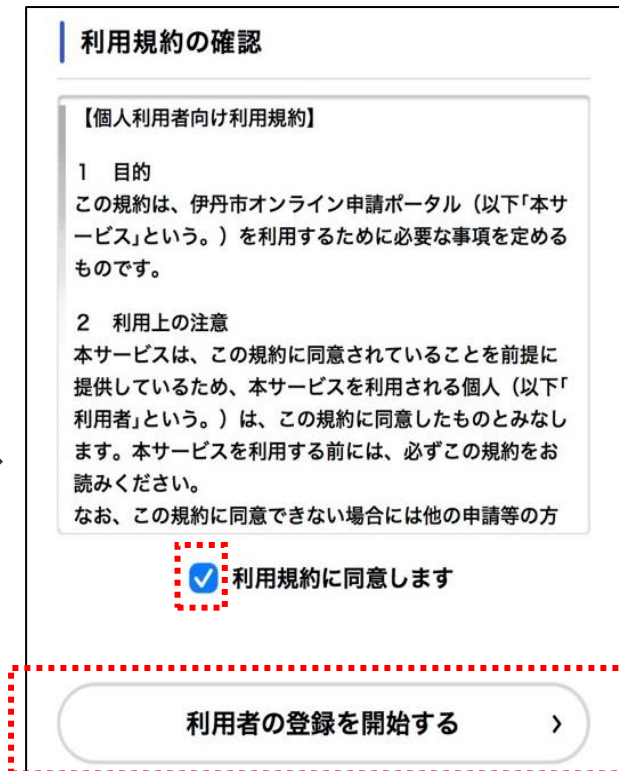 利用規約の確認
【個人利用者向け利用規約】
1　目的
この規約は、伊丹市オンライン申請ポータル（以下｢本サ
ービス｣という。）を利用するために必要な事項を定める
ものです。
2　利用上の注意
本サービスは、この規約に同意されていることを前提に
提供しているため、本サービスを利用される個人（以下｢
利用者｣という。）は、この規約に同意したものとみなし
ます。本サービスを利用する前には、必ずこの規約をお
読みください。
なお、この規約に同意できない場合には他の申請等の方
利用規約に同意します
利用者の登録を開始する